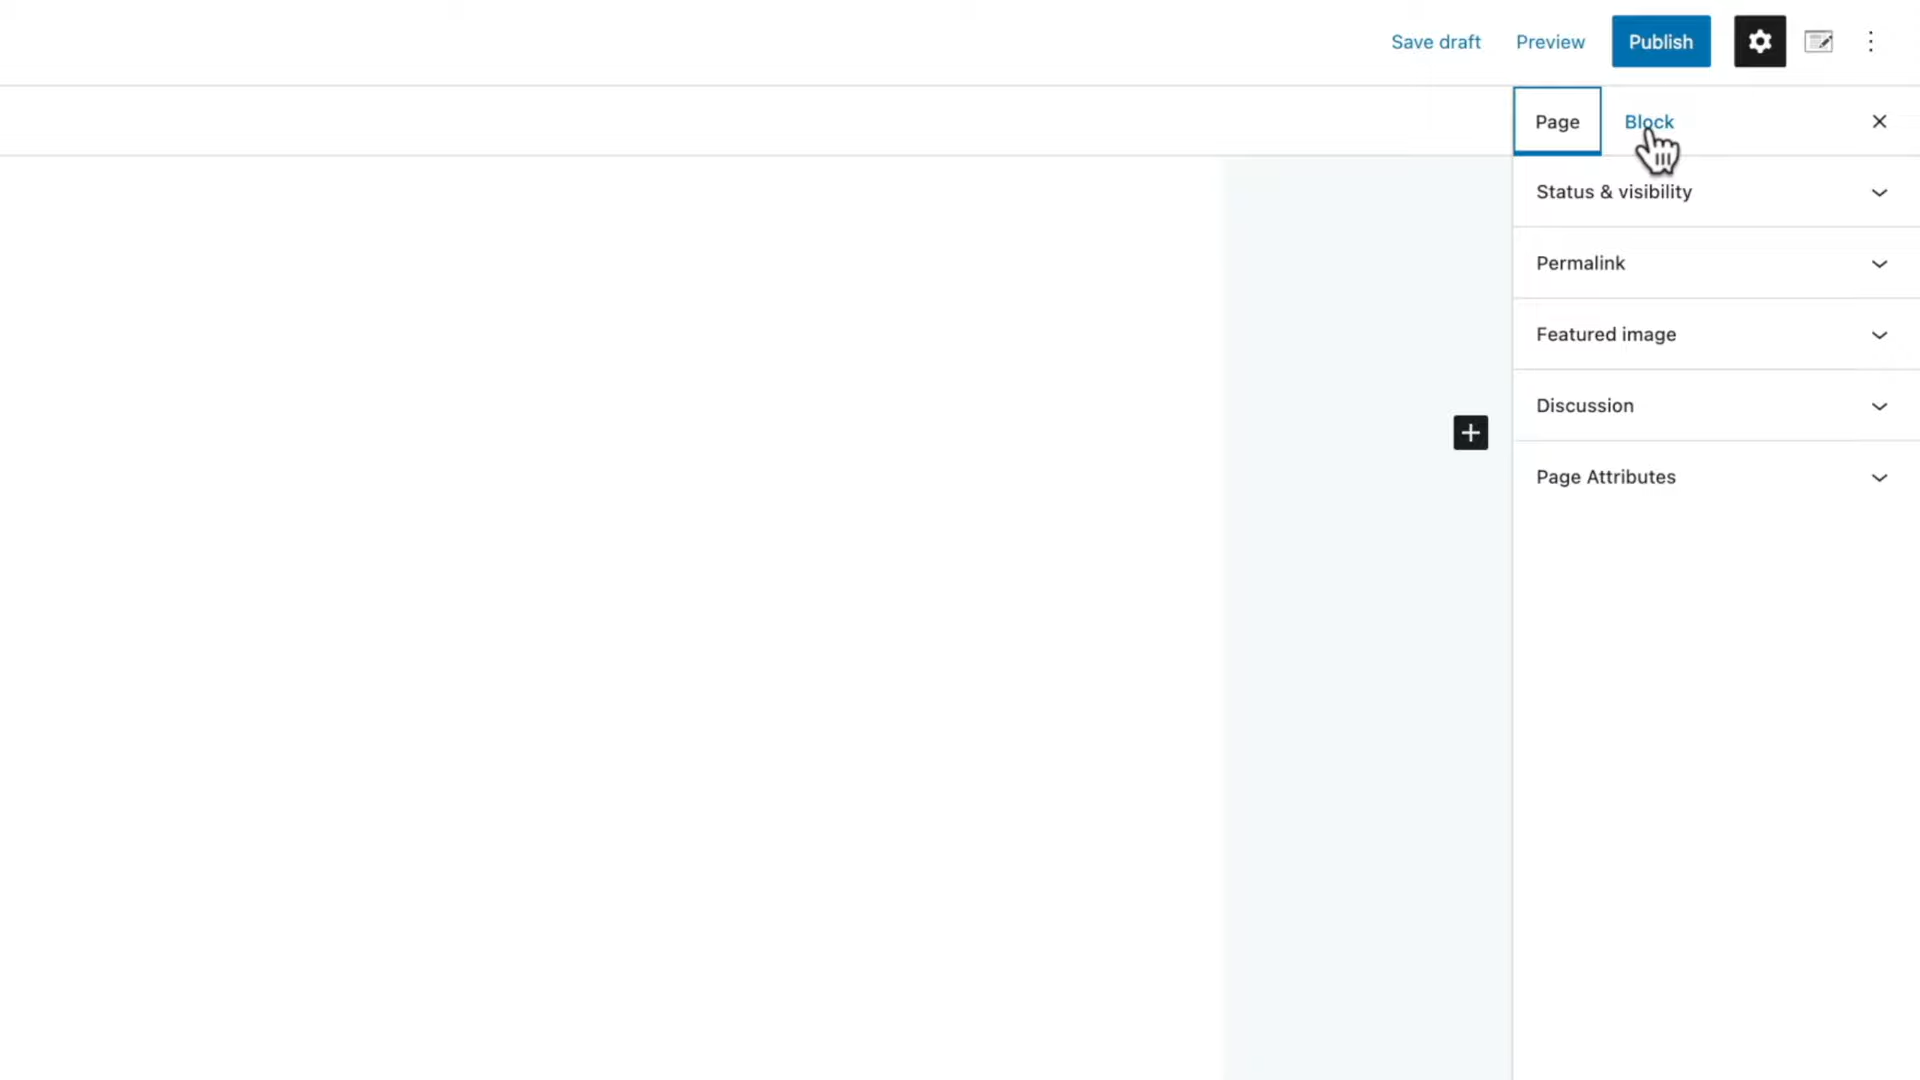 Save draft
Preview
Publish
Page
Block
Status & visibility
Permalink
Featured image
Discussion
Page Attributes